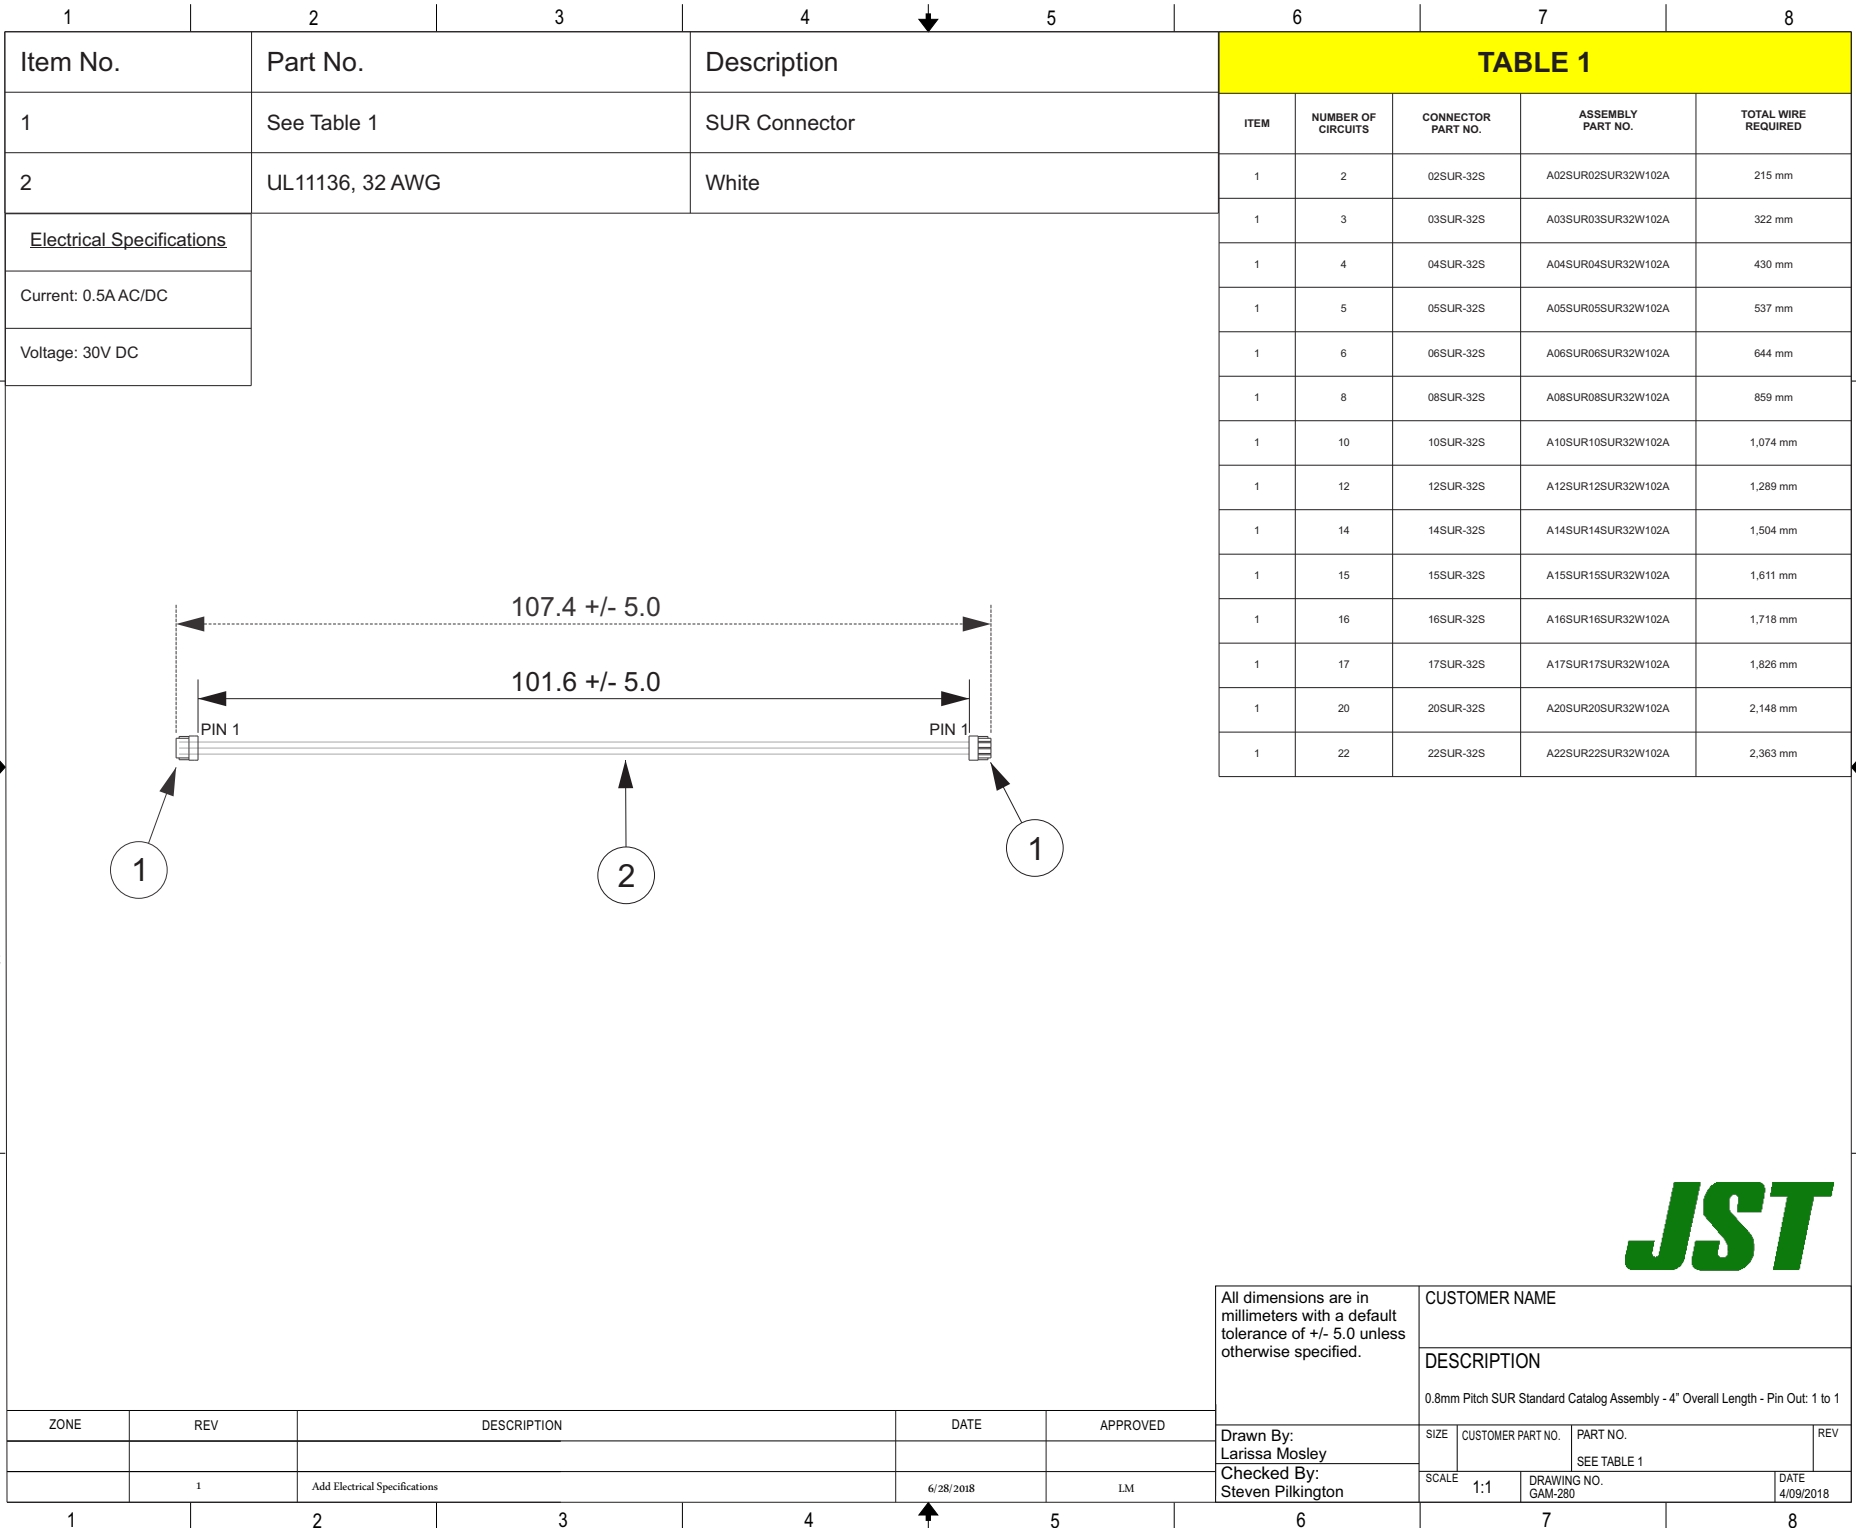 1 2 3 4 5 6 7 8
Item No. Part No. Description
1 See Table 1 SUR Connector
2 UL11136, 32 AWG White
Electrical Specifications
Current: 0.5A AC/DC
Voltage: 30V DC
TABLE 1
ITEM NUMBER OF CIRCUITS CONNECTOR PART NO. ASSEMBLY PART NO. TOTAL WIRE REQUIRED
1 2 02SUR-32S A02SUR02SUR32W102A 215 mm
1 3 03SUR-32S A03SUR03SUR32W102A 322 mm
1 4 04SUR-32S A04SUR04SUR32W102A 430 mm
1 5 05SUR-32S A05SUR05SUR32W102A 537 mm
1 6 06SUR-32S A06SUR06SUR32W102A 644 mm
1 8 08SUR-32S A08SUR08SUR32W102A 859 mm
1 10 10SUR-32S A10SUR10SUR32W102A 1,074 mm
1 12 12SUR-32S A12SUR12SUR32W102A 1,289 mm
1 14 14SUR-32S A14SUR14SUR32W102A 1,504 mm
1 15 15SUR-32S A15SUR15SUR32W102A 1,611 mm
1 16 16SUR-32S A16SUR16SUR32W102A 1,718 mm
1 17 17SUR-32S A17SUR17SUR32W102A 1,826 mm
1 20 20SUR-32S A20SUR20SUR32W102A 2,148 mm
1 22 22SUR-32S A22SUR22SUR32W102A 2,363 mm
107.4 +/- 5.0
101.6 +/- 5.0
PIN 1 PIN 1
1 2 1
JST
All dimensions are in
millimeters with a default
tolerance of +/- 5.0 unless
otherwise specified.
CUSTOMER NAME
DESCRIPTION
0.8mm Pitch SUR Standard Catalog Assembly - 4" Overall Length - Pin Out: 1 to 1
Drawn By:
Larissa Mosley
Checked By:
Steven Pilkington
SIZE CUSTOMER PART NO. PART NO. REV
SEE TABLE 1
SCALE 1:1 DRAWING NO. DATE
GAM-280 4/09/2018
ZONE REV DESCRIPTION DATE APPROVED
1 Add Electrical Specifications 6/28/2018 LM
1 2 3 4 5 6 7 8